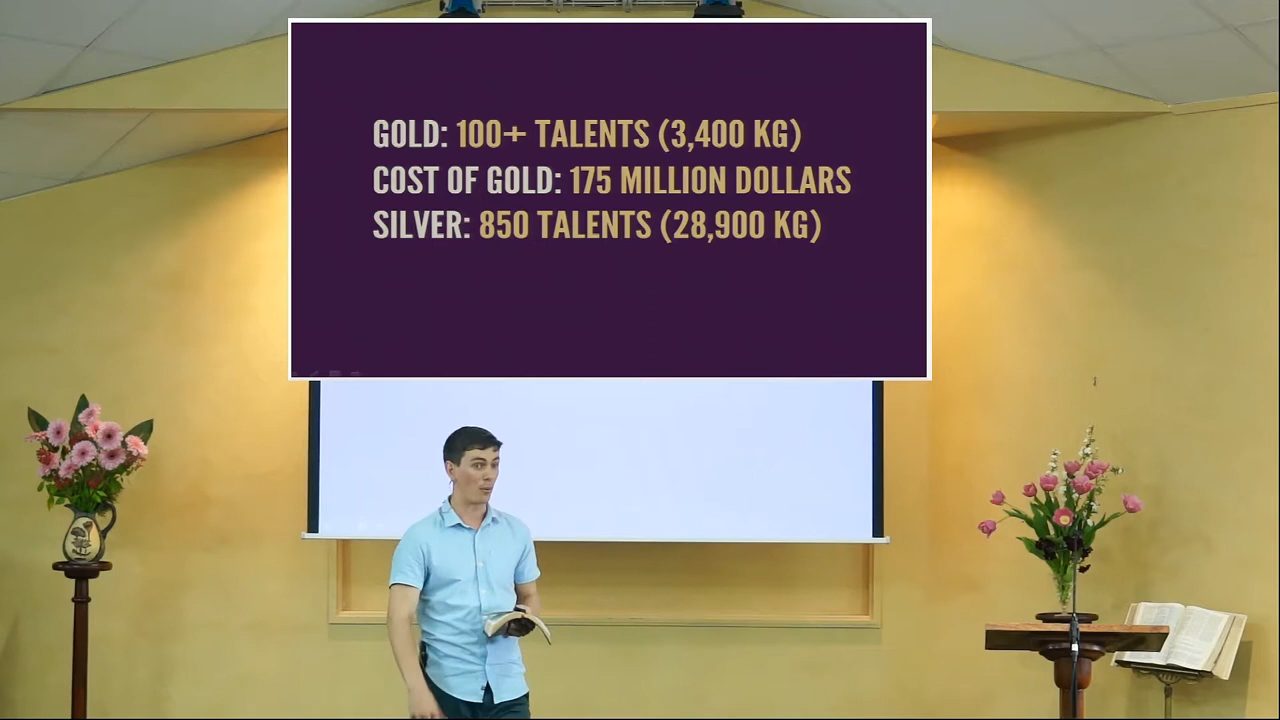 GOLD: 100+ TALENTS (3,400 KG)
COST OF GOLD: 175 MILLION DOLLARS
SILVER: 850 TALENTS (28,900 KG)